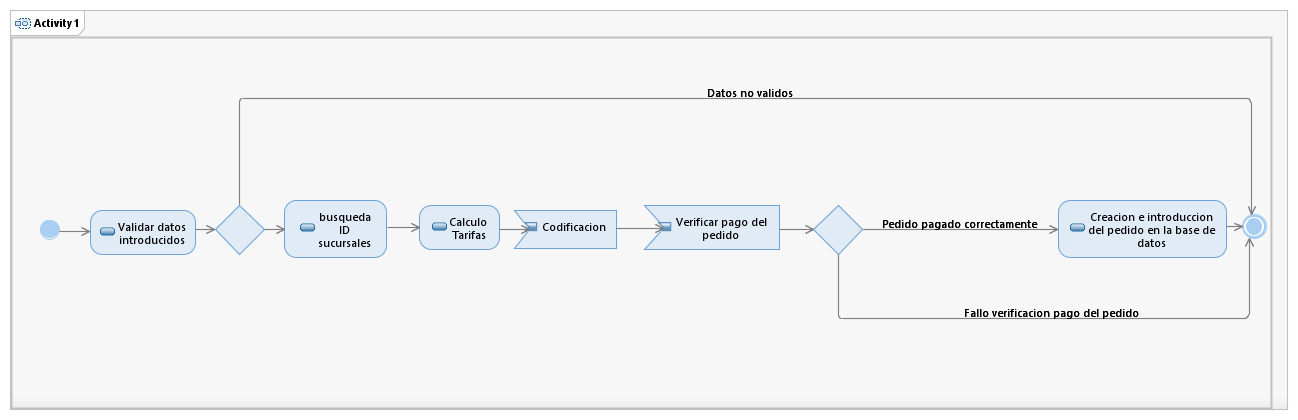 Activity 1
Datos no validos
Validar datos
introducidos
busqueda
ID
sucursales
Calculo
Tarifas
Codificacion
Verificar pago del
pedido
Pedido pagado correctamente
Creacion e introduccion
del pedido en la base de
datos
Fallo verificacion pago del pedido